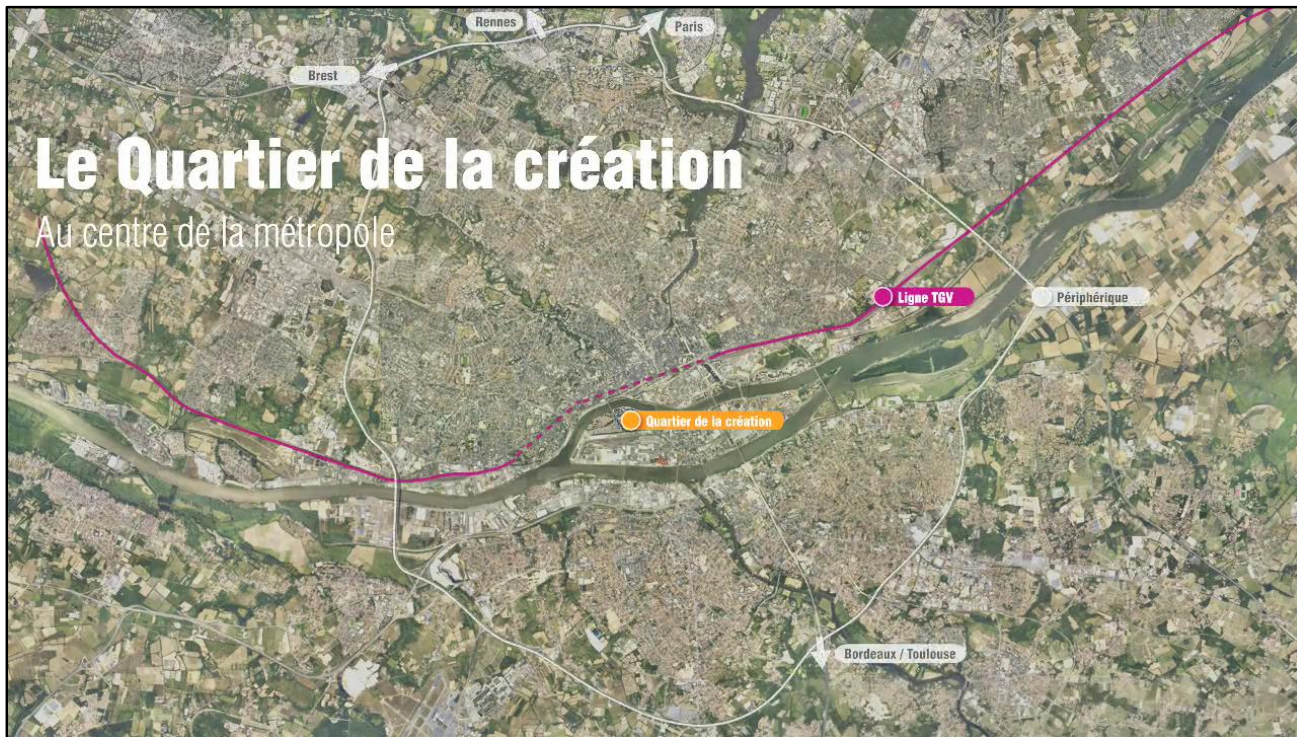 Rennes
Paris
Brest
Le Quartier de la création
Au centre de la métropole
Ligne TGV
Périphérique
Quartier de la création
Bordeaux / Toulouse